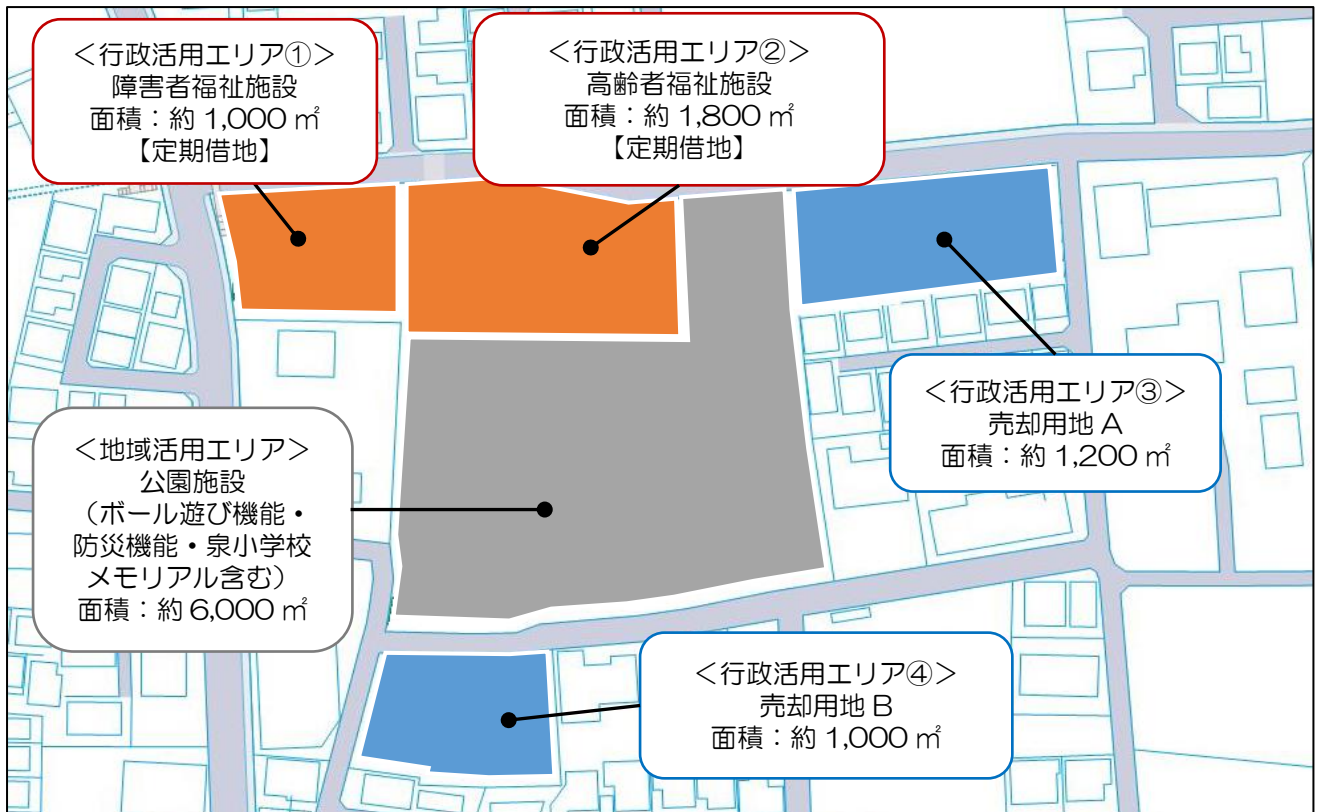 ＜行政活用エリア①＞
障害者福祉施設
面積：約 1,000 ㎡
【定期借地】
＜行政活用エリア②＞
高齢者福祉施設
面積：約 1,800 ㎡
【定期借地】
＜行政活用エリア③＞
売却用地 A
面積：約 1,200 ㎡
＜地域活用エリア＞
公園施設
（ボール遊び機能・
防災機能・泉小学校
メモリアル含む）
面積：約 6,000 ㎡
＜行政活用エリア④＞
売却用地 B
面積：約 1,000 ㎡